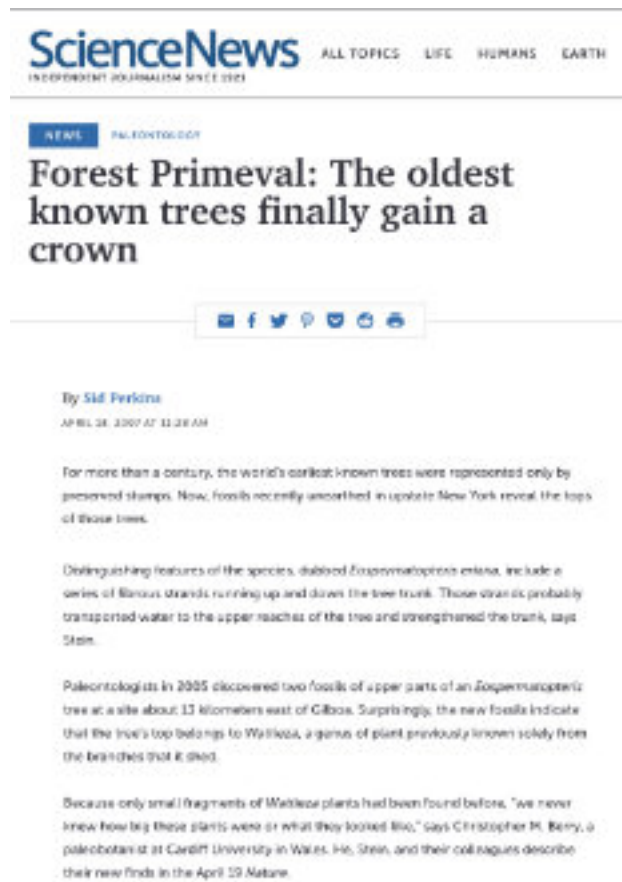 ScienceNews
ALL TOPICS LIFE HUMANS EARTH
INDEPENDENT JOURNALISM SINCE 1921
NEWS PALEONTOLOGY
Forest Primeval: The oldest
known trees finally gain a
crown
By Sid Perkins
APRIL 18, 2007 AT 11:28 AM
For more than a century, the world's earliest known trees were represented only by
preserved stumps. Now, fossils recently unearthed in upstate New York reveal the tops
of those trees.
Distinguishing features of the species, dubbed Eospermatopteris eriana, include a
series of fibrous strands running up and down the tree trunk. Those strands probably
transported water to the upper reaches of the tree and strengthened the trunk, says
Stein.
Paleontologists in 2005 discovered two fossils of upper parts of an Eospermatopteris
tree at a site about 13 kilometers east of Gilboa. Surprisingly, the new fossils indicate
that the tree's top belongs to Wattieza, a genus of plant previously known solely from
the branches that it shed.
Because only small fragments of Wattieza plants had been found before, "we never
knew how big these plants were or what they looked like," says Christopher M. Berry, a
paleobotanist at Cardiff University in Wales. He, Stein, and their colleagues describe
their new finds in the April 19 Nature.